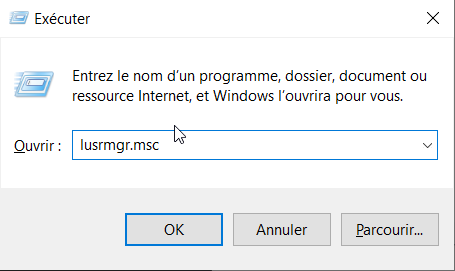 Exécuter
Entrez le nom d'un programme, dossier, document ou
ressource Internet, et Windows l'ouvrira pour vous.
Ouvrir : lusrmgr.msc
OK Annuler Parcourir...